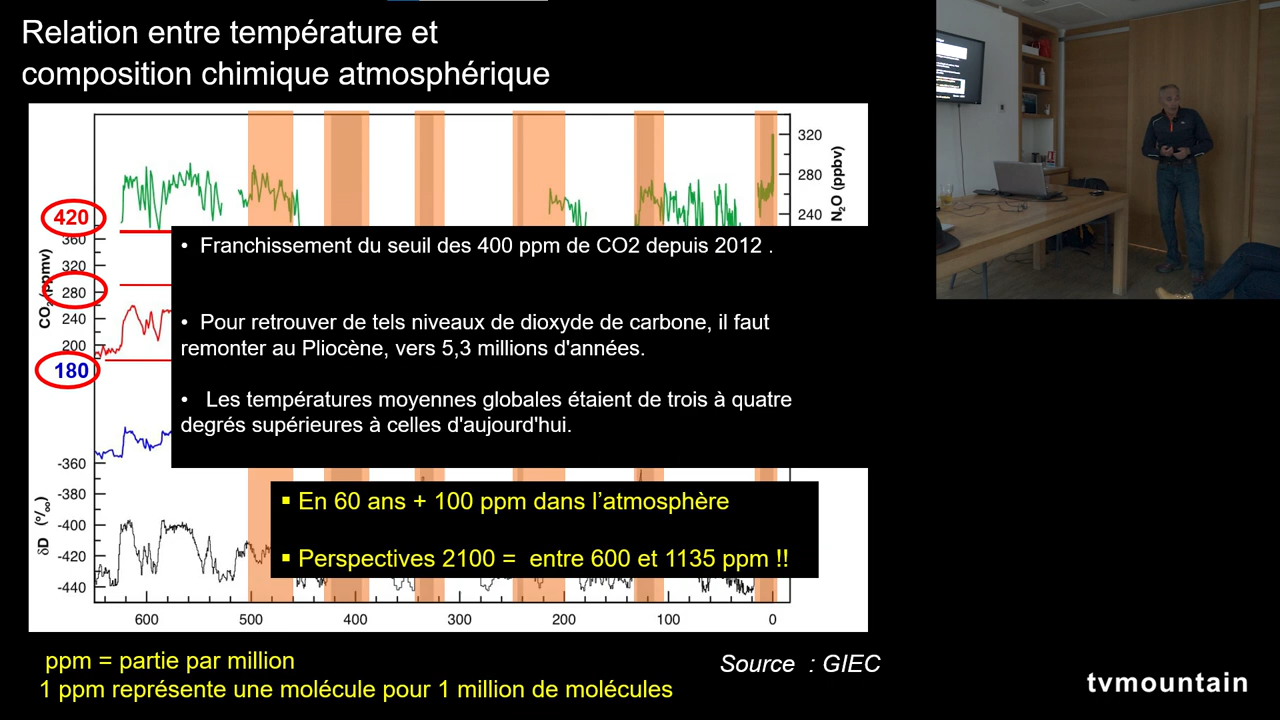 Relation entre température et
composition chimique atmosphérique
320
280
240
N2O (ppbv)
420
360
320
280
240
200
180
CO2 (ppmv)
• Franchissement du seuil des 400 ppm de CO2 depuis 2012 .
• Pour retrouver de tels niveaux de dioxyde de carbone, il faut
remonter au Pliocène, vers 5,3 millions d'années.
• Les températures moyennes globales étaient de trois à quatre
degrés supérieures à celles d'aujourd'hui.
-360
-380
-400
-420
-440
δD (°/oo)
▪ En 60 ans + 100 ppm dans l’atmosphère
▪ Perspectives 2100 = entre 600 et 1135 ppm !!
600 500 400 300 200 100 0
ppm = partie par million
1 ppm représente une molécule pour 1 million de molécules
Source : GIEC
tvmountain